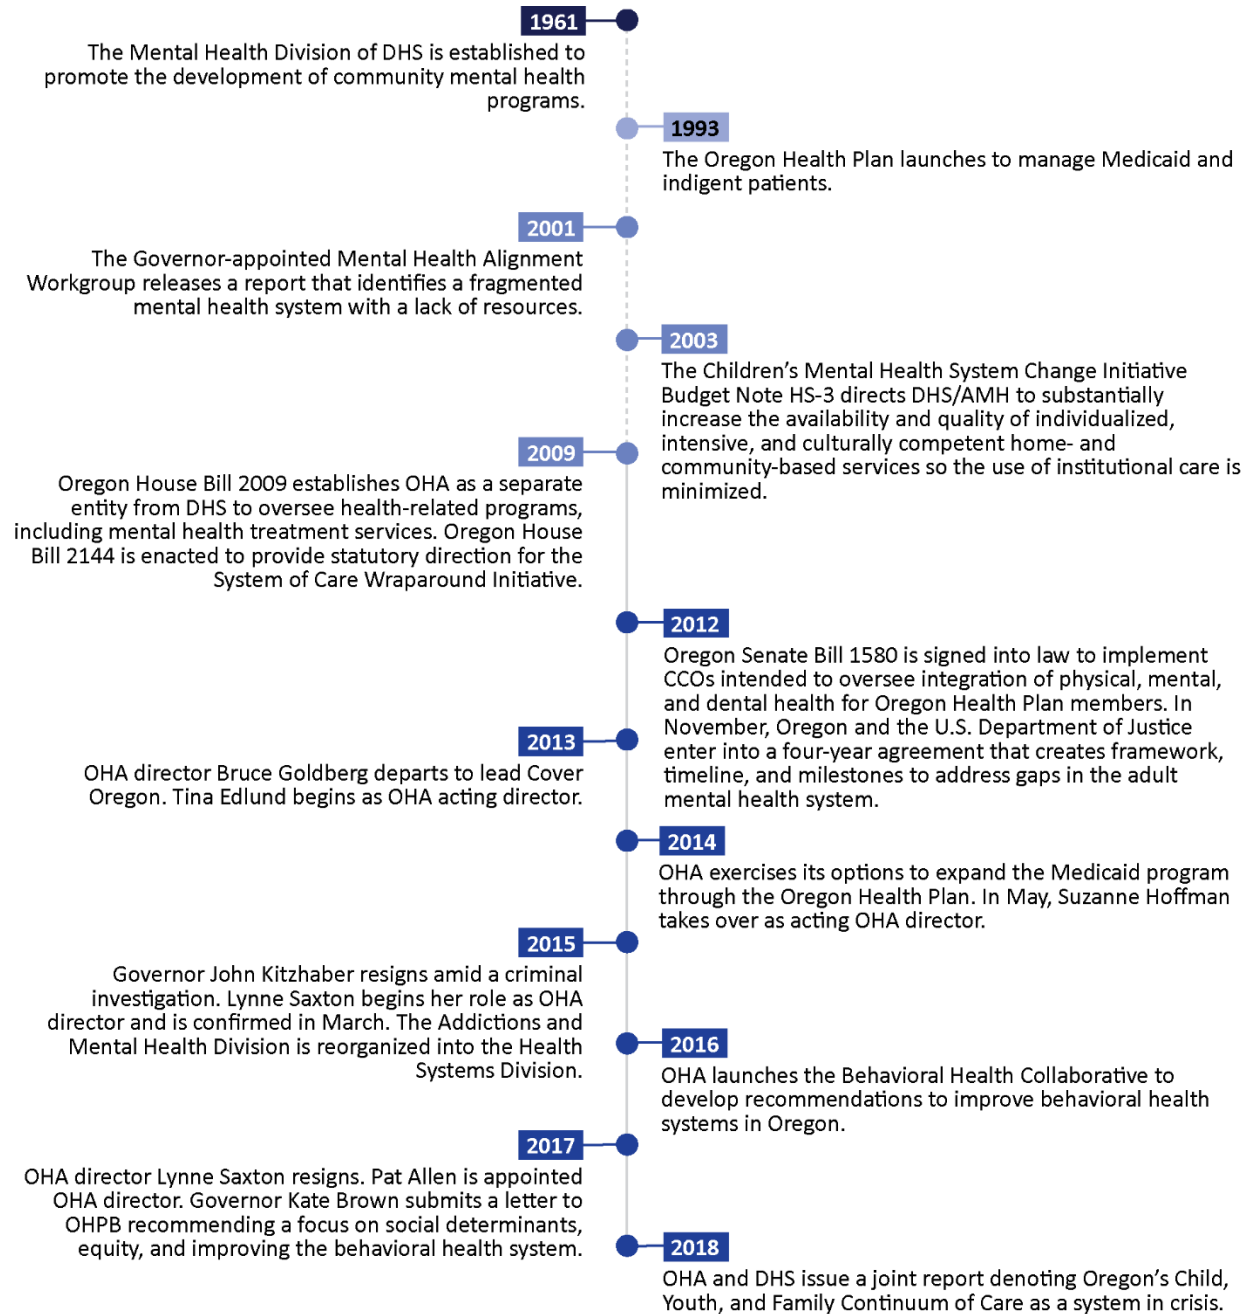 1961
The Mental Health Division of DHS is established to
promote the development of community mental health
programs.
1993
The Oregon Health Plan launches to manage Medicaid and
indigent patients.
2001
The Governor-appointed Mental Health Alignment
Workgroup releases a report that identifies a fragmented
mental health system with a lack of resources.
2003
The Children’s Mental Health System Change Initiative
Budget Note HS-3 directs DHS/AMH to substantially
increase the availability and quality of individualized,
intensive, and culturally competent home- and
community-based services so the use of institutional care is
minimized.
2009
Oregon House Bill 2009 establishes OHA as a separate
entity from DHS to oversee health-related programs,
including mental health treatment services. Oregon House
Bill 2144 is enacted to provide statutory direction for the
System of Care Wraparound Initiative.
2012
Oregon Senate Bill 1580 is signed into law to implement
CCOs intended to oversee integration of physical, mental,
and dental health for Oregon Health Plan members. In
November, Oregon and the U.S. Department of Justice
enter into a four-year agreement that creates framework,
timeline, and milestones to address gaps in the adult
mental health system.
2013
OHA director Bruce Goldberg departs to lead Cover
Oregon. Tina Edlund begins as OHA acting director.
2014
OHA exercises its options to expand the Medicaid program
through the Oregon Health Plan. In May, Suzanne Hoffman
takes over as acting OHA director.
2015
Governor John Kitzhaber resigns amid a criminal
investigation. Lynne Saxton begins her role as OHA
director and is confirmed in March. The Addictions and
Mental Health Division is reorganized into the Health
Systems Division.
2016
OHA launches the Behavioral Health Collaborative to
develop recommendations to improve behavioral health
systems in Oregon.
2017
OHA director Lynne Saxton resigns. Pat Allen is appointed
OHA director. Governor Kate Brown submits a letter to
OHPB recommending a focus on social determinants,
equity, and improving the behavioral health system.
2018
OHA and DHS issue a joint report denoting Oregon’s Child,
Youth, and Family Continuum of Care as a system in crisis.